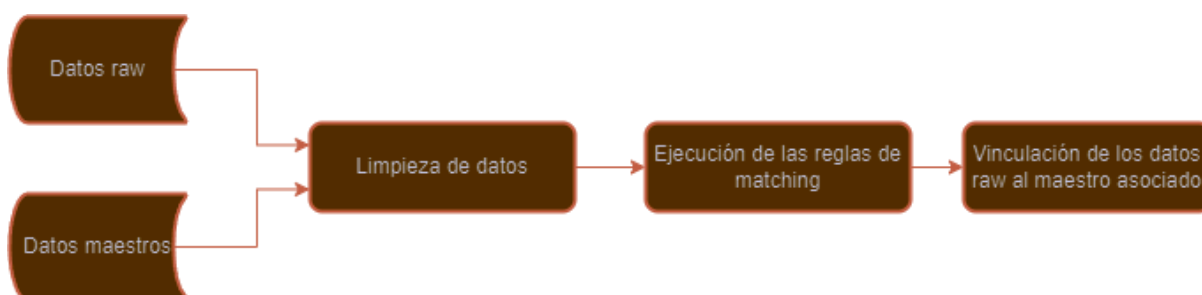 Datos raw
Datos maestros
Limpieza de datos
Ejecución de las reglas de
matching
Vinculación de los datos
raw al maestro asociado